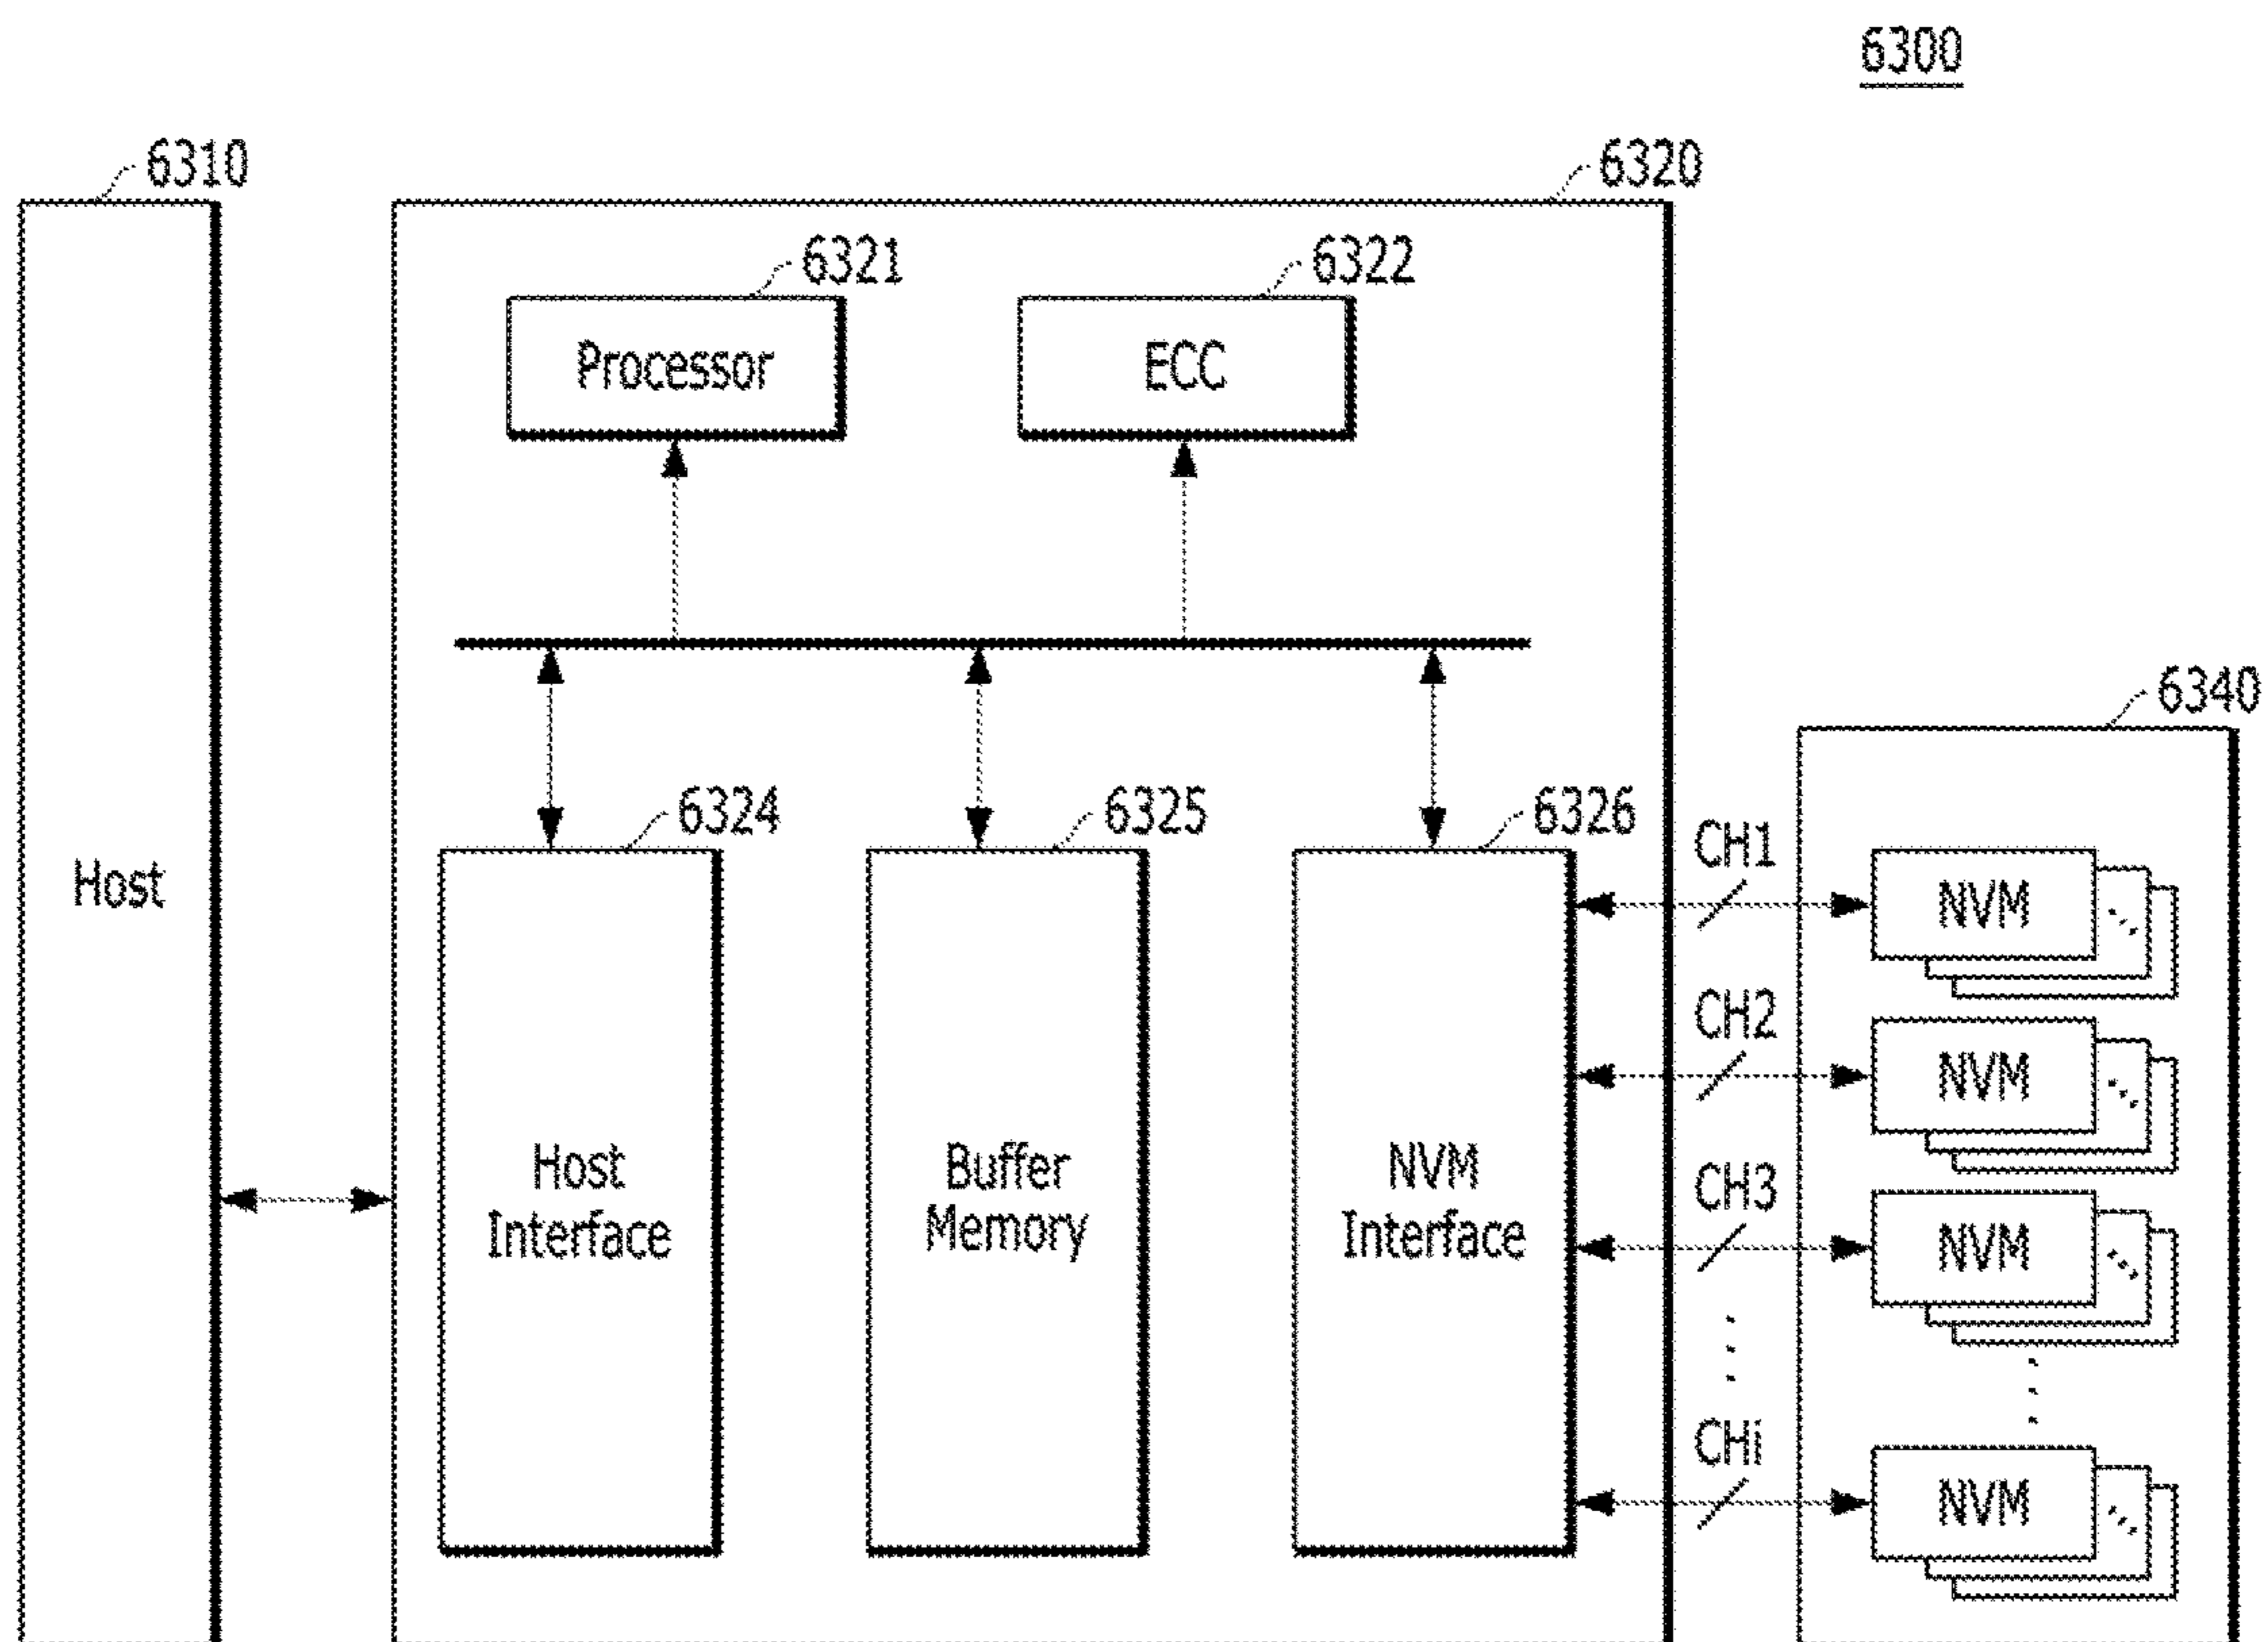 6300
6310
6320
6321
6322
Processor
ECC
6340
6324
6325
6326
CH1
Host
NVM
CH2
NVM
Host
Interface
Buffer
Memory
NVM
Interface
CH3
NVM
CHi
NVM